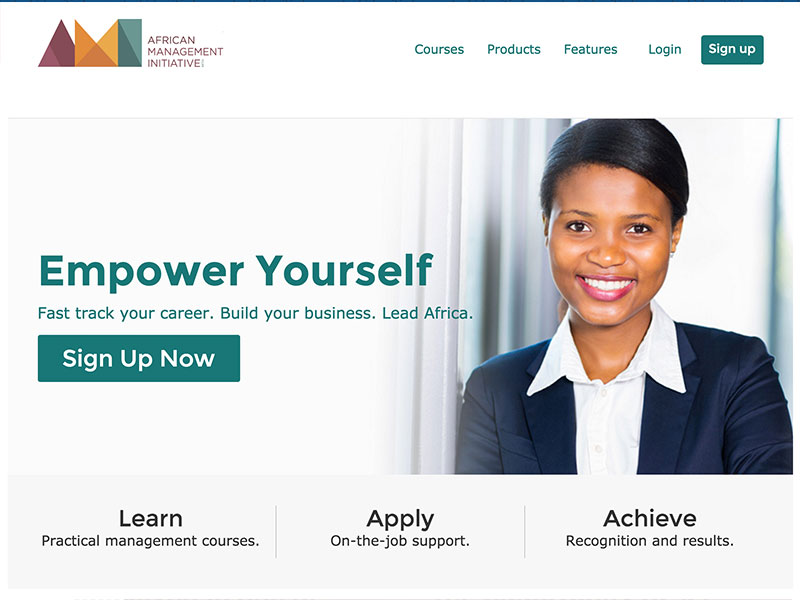 AFRICAN
MANAGEMENT
INITIATIVE
Courses Products Features Login Sign up
Empower Yourself
Fast track your career. Build your business. Lead Africa.
Sign Up Now
Learn Apply Achieve
Practical management courses. On-the-job support. Recognition and results.